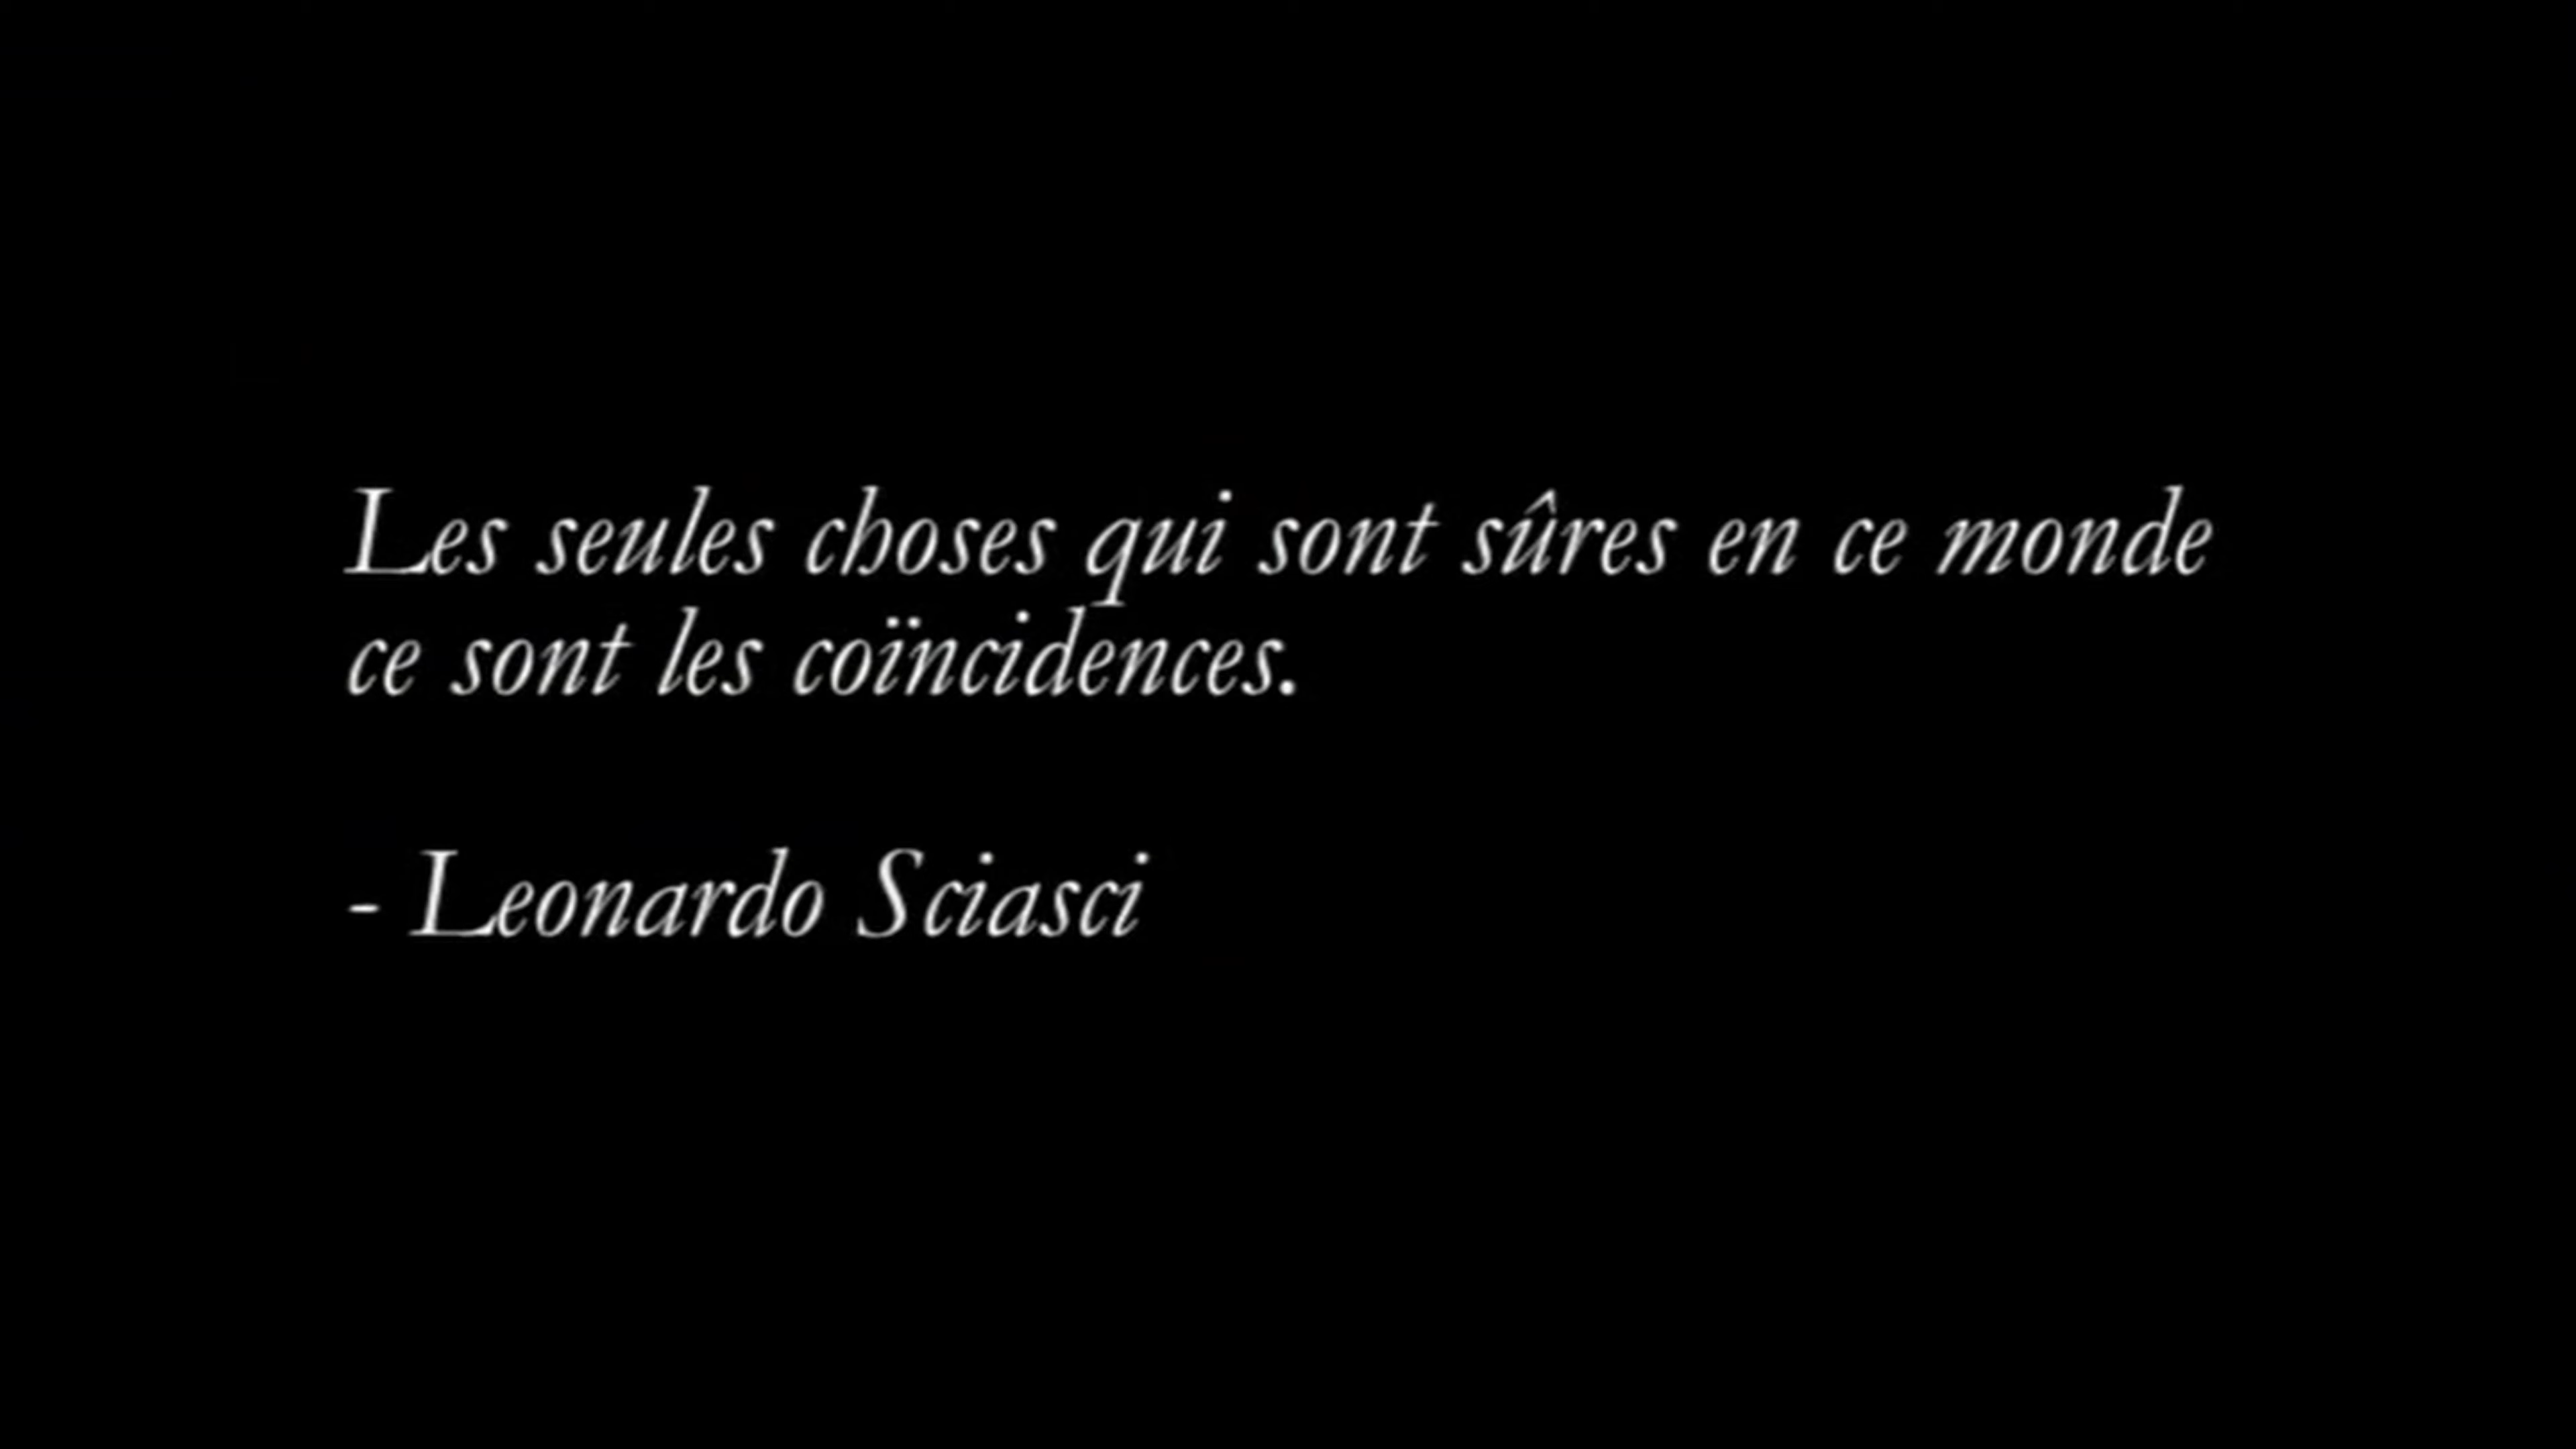 Les seules choses qui sont sûres en ce monde
ce sont les coïncidences.
- Leonardo Sciasci